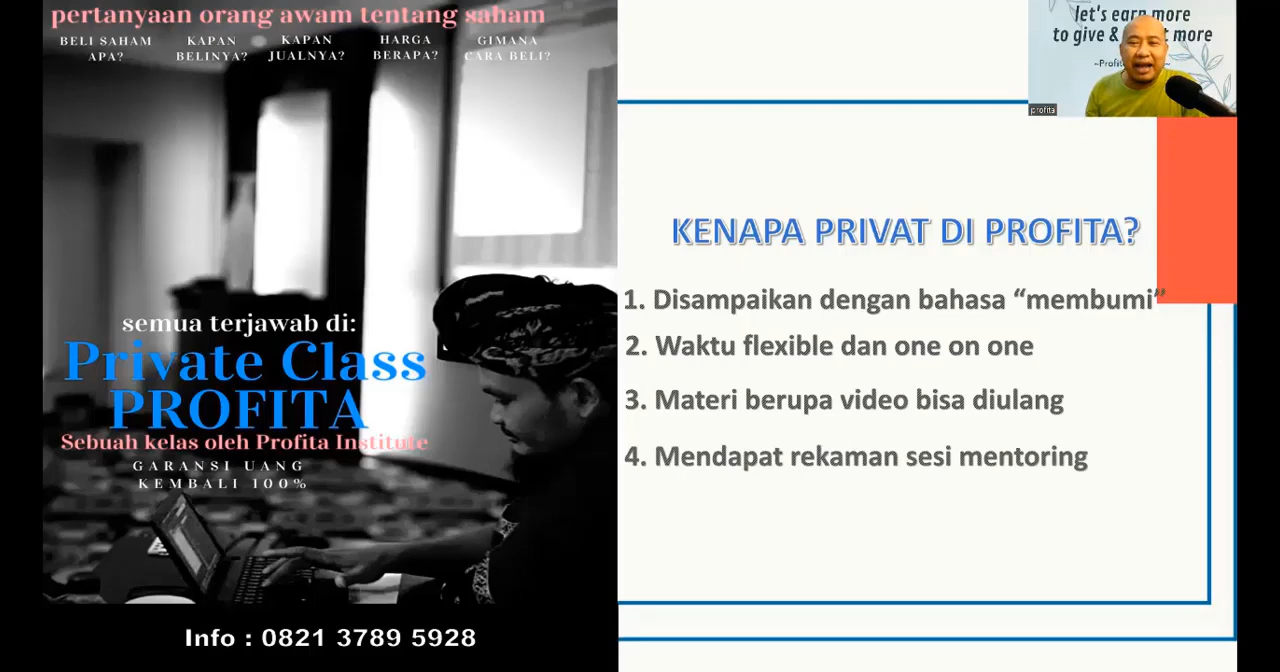 pertanyaan orang awam tentang saham
BELI SAHAM APA?
KAPAN BELINYA?
KAPAN JUALNYA?
HARGA BERAPA?
GIMANA CARA BELI?
semua terjawab di:
Private Class
PROFITA
Sebuah kelas oleh Profita Institute
GARANSI UANG
KEMBALI 100%
Info : 0821 3789 5928
let's earn more
to give &
more
profita
KENAPA PRIVAT DI PROFITA?
1. Disampaikan dengan bahasa “membumi”
2. Waktu flexible dan one on one
3. Materi berupa video bisa diulang
4. Mendapat rekaman sesi mentoring